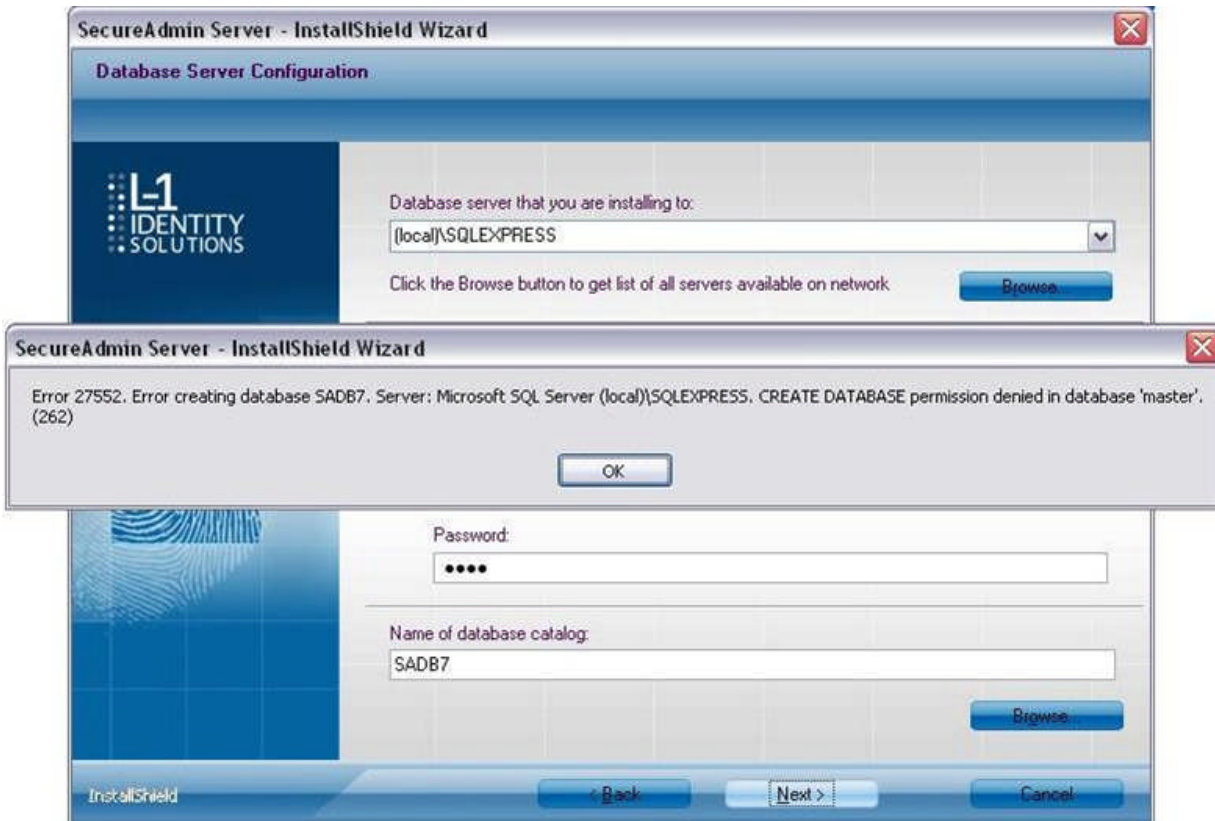 SecureAdmin Server - InstallShield Wizard
Database Server Configuration
L-1
IDENTITY
SOLUTIONS
Database server that you are installing to:
(local)\SQLEXPRESS
Click the Browse button to get list of all servers available on network
Browse...
SecureAdmin Server - InstallShield Wizard
Error 27552. Error creating database SADB7. Server: Microsoft SQL Server (local)\SQLEXPRESS. CREATE DATABASE permission denied in database 'master'.
(262)
OK
Password:
Name of database catalog:
SADB7
Browse...
InstallShield
< Back
Next >
Cancel